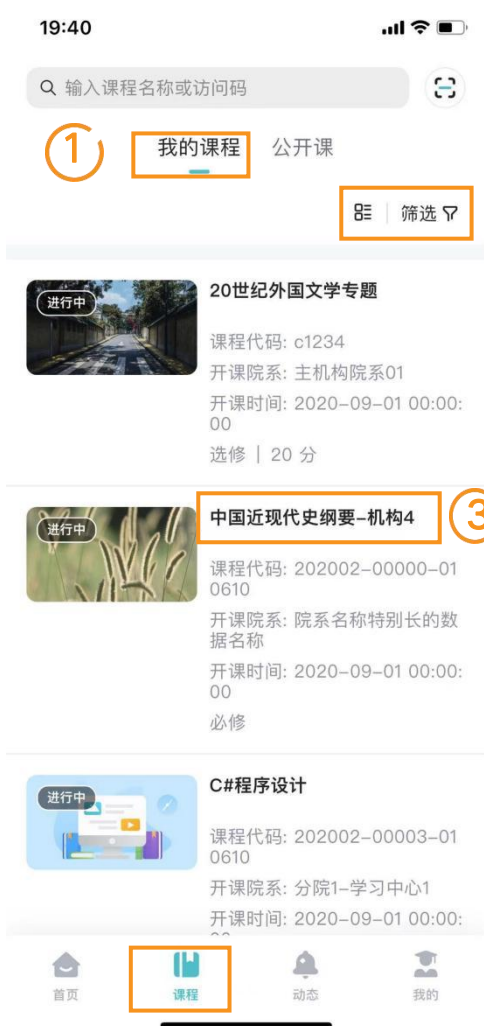 19:40
输入课程名称或访问码
① 我的课程 公开课
筛选
进行中
20世纪外国文学专题
课程代码: c1234
开课院系: 主机构院系01
开课时间: 2020-09-01 00:00:
00
选修 | 20 分
进行中
中国近现代史纲要-机构4 ③
课程代码: 202002-00000-01
0610
开课院系: 院系名称特别长的数
据名称
开课时间: 2020-09-01 00:00:
00
必修
进行中
C#程序设计
课程代码: 202002-00003-01
0610
开课院系: 分院1-学习中心1
开课时间: 2020-09-01 00:00:
首页 课程 动态 我的